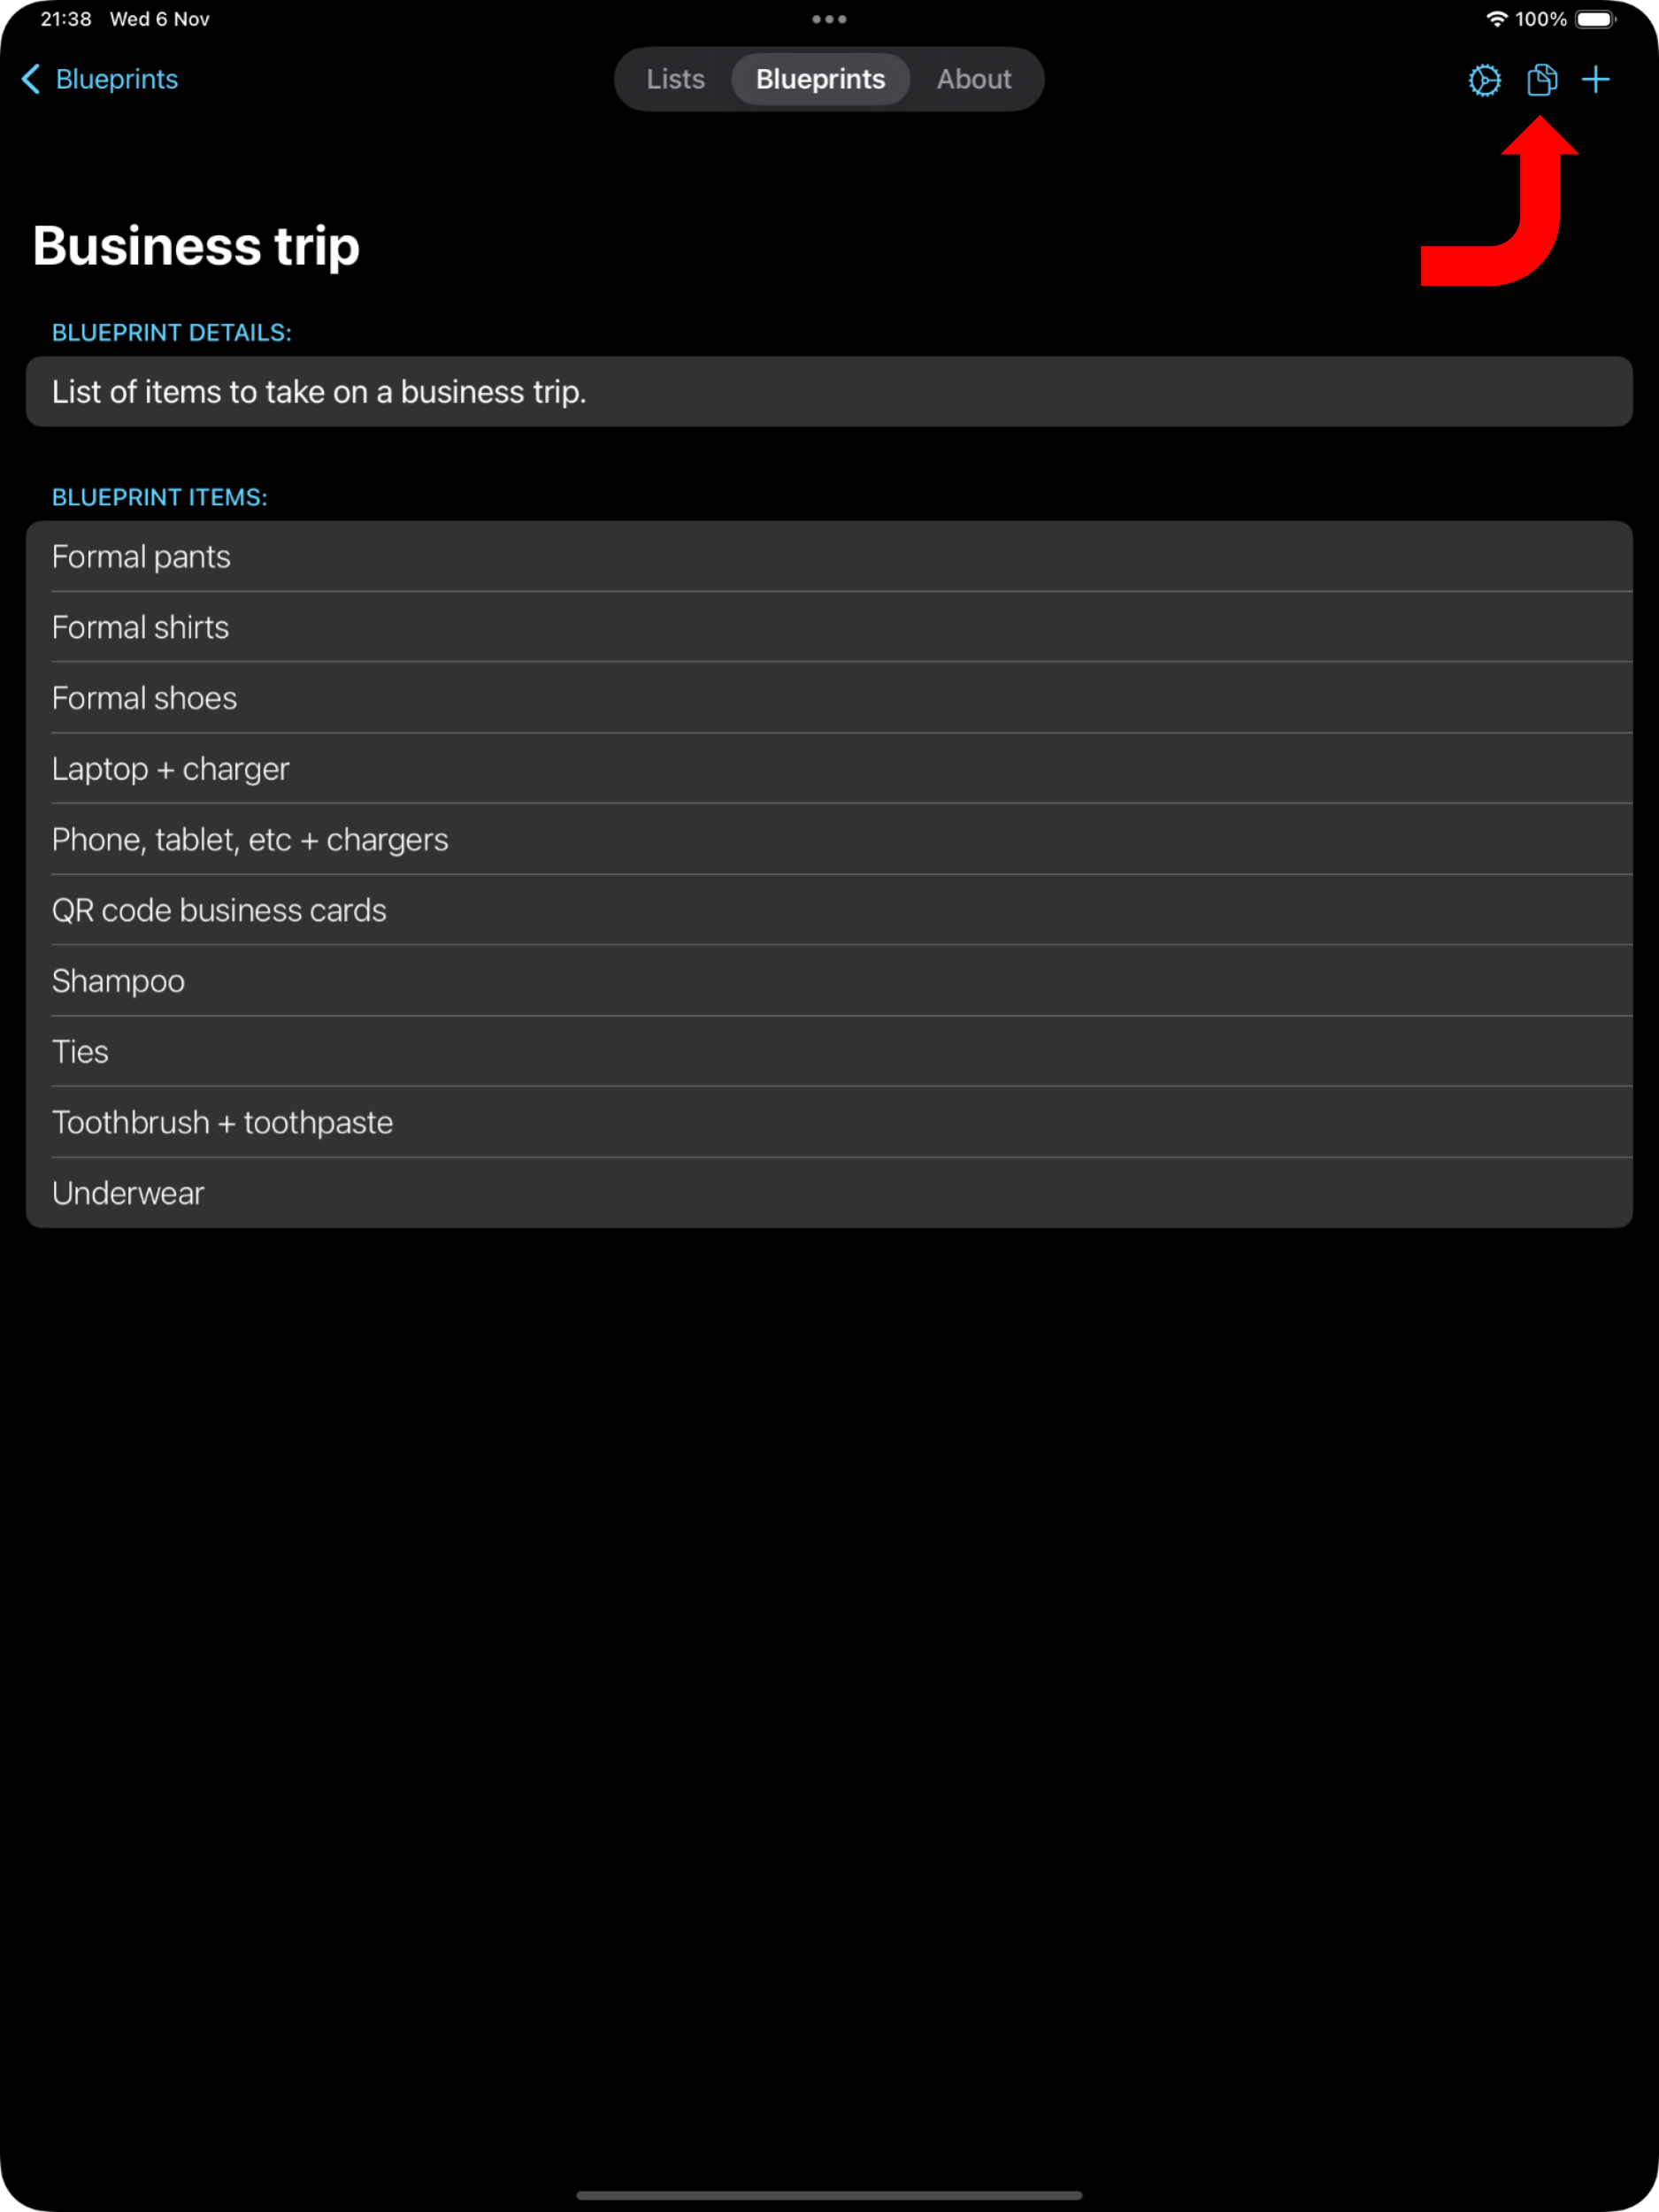 21:38 Wed 6 Nov
100%
Blueprints
Lists Blueprints About
Business trip
BLUEPRINT DETAILS:
List of items to take on a business trip.
BLUEPRINT ITEMS:
Formal pants
Formal shirts
Formal shoes
Laptop + charger
Phone, tablet, etc + chargers
QR code business cards
Shampoo
Ties
Toothbrush + toothpaste
Underwear